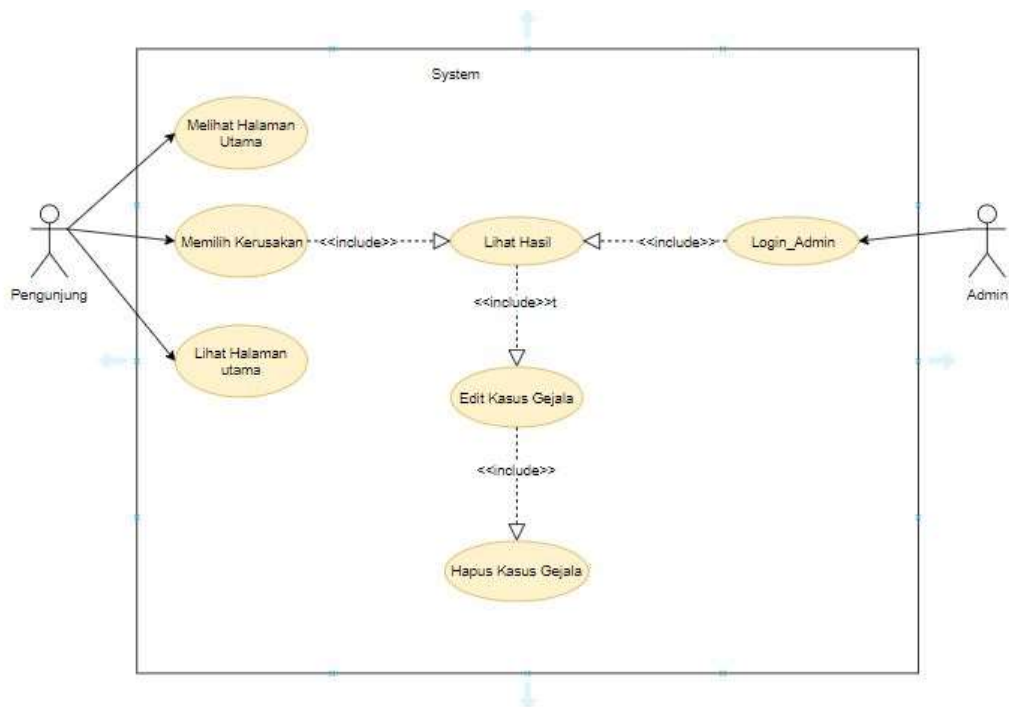 System
Melihat Halaman
Utama
Memilih Kerusakan
<<include>>
Lihat Hasil
<<include>>
Login_Admin
Pengunjung
Admin
<<include>>t
Lihat Halaman
utama
Edit Kasus Gejala
<<include>>
Hapus Kasus Gejala